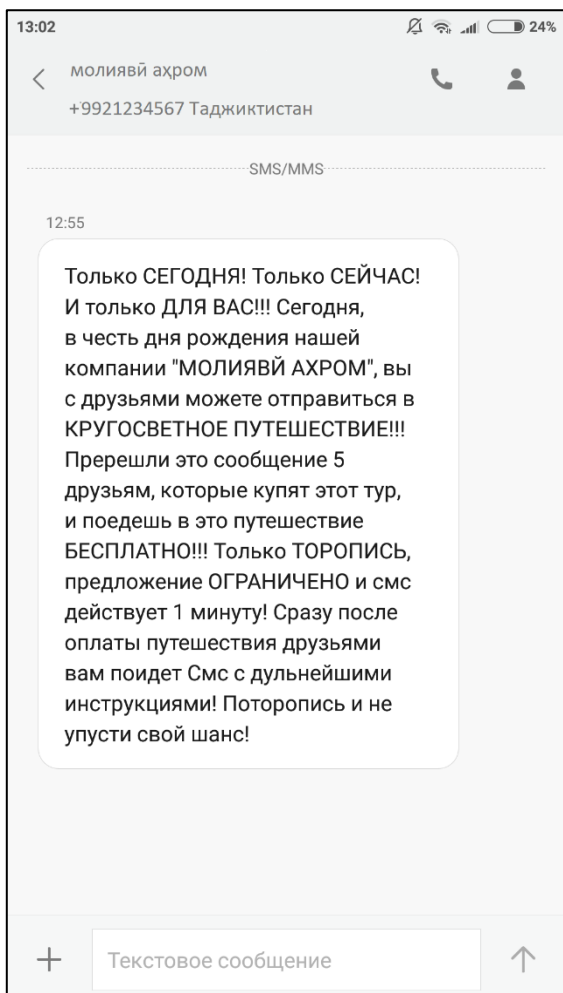 13:02 24%
молиявӣ аҳром
+9921234567 Таджиктистан
SMS/MMS
12:55
Только СЕГОДНЯ! Только СЕЙЧАС!
И только ДЛЯ ВАС!!! Сегодня,
в честь дня рождения нашей
компании "МОЛИЯВЙ АХРОМ", вы
с друзьями можете отправиться в
КРУГОСВЕТНОЕ ПУТЕШЕСТВИЕ!!!
Пререшли это сообщение 5
друзьям, которые купят этот тур,
и поедешь в это путешествие
БЕСПЛАТНО!!! Только ТОРОПИСЬ,
предложение ОГРАНИЧЕНО и смс
действует 1 минуту! Сразу после
оплаты путешествия друзьями
вам поидет Смс с дульнейшими
инструкциями! Поторопись и не
упусти свой шанс!
Текстовое сообщение